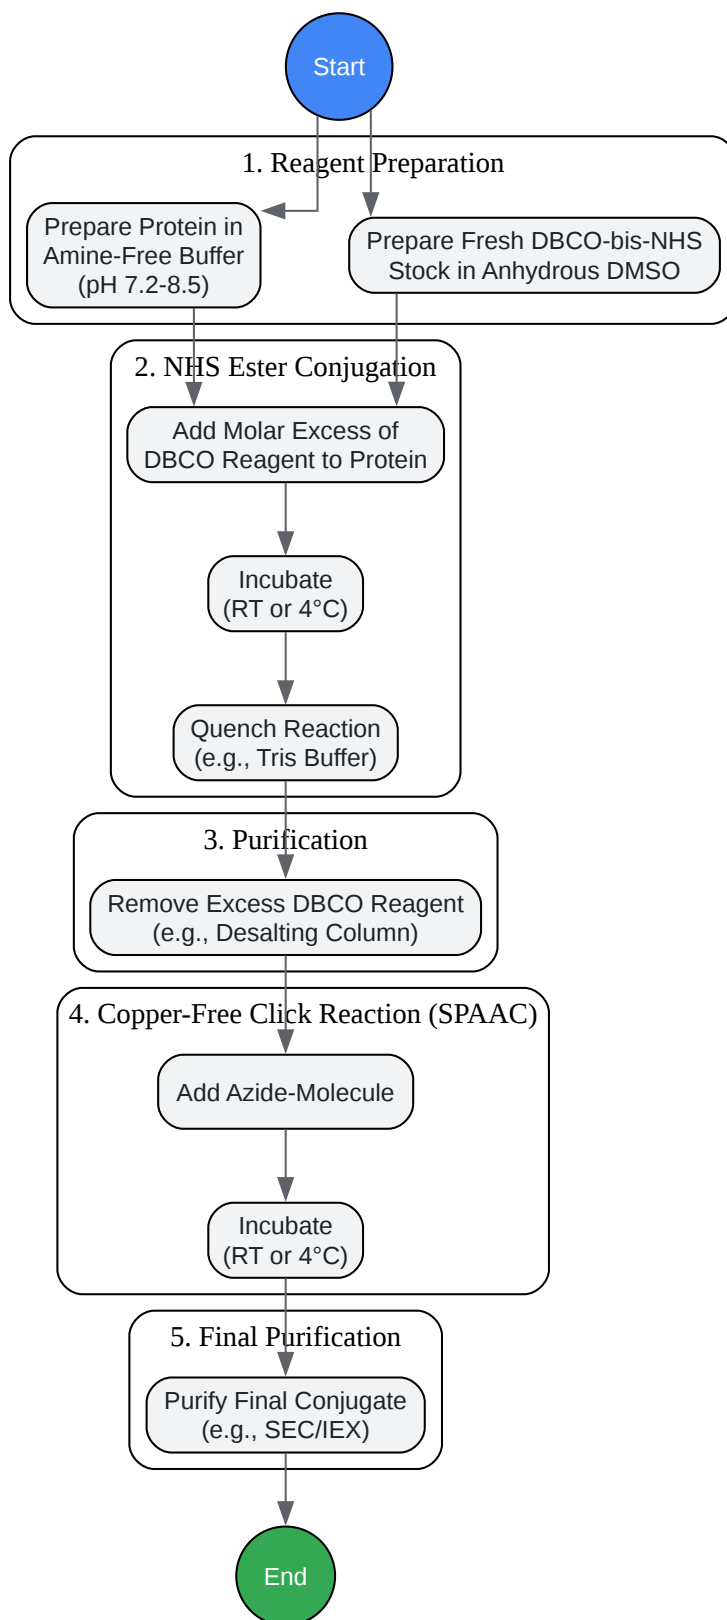 Start
1. Reagent Preparation
Prepare Protein in
Amine-Free Buffer
(pH 7.2-8.5)
Prepare Fresh DBCO-bis-NHS
Stock in Anhydrous DMSO
2. NHS Ester Conjugation
Add Molar Excess of
DBCO Reagent to Protein
Incubate
(RT or 4°C)
Quench Reaction
(e.g., Tris Buffer)
3. Purification
Remove Excess DBCO Reagent
(e.g., Desalting Column)
4. Copper-Free Click Reaction (SPAAC)
Add Azide-Molecule
Incubate
(RT or 4°C)
5. Final Purification
Purify Final Conjugate
(e.g., SEC/IEX)
End